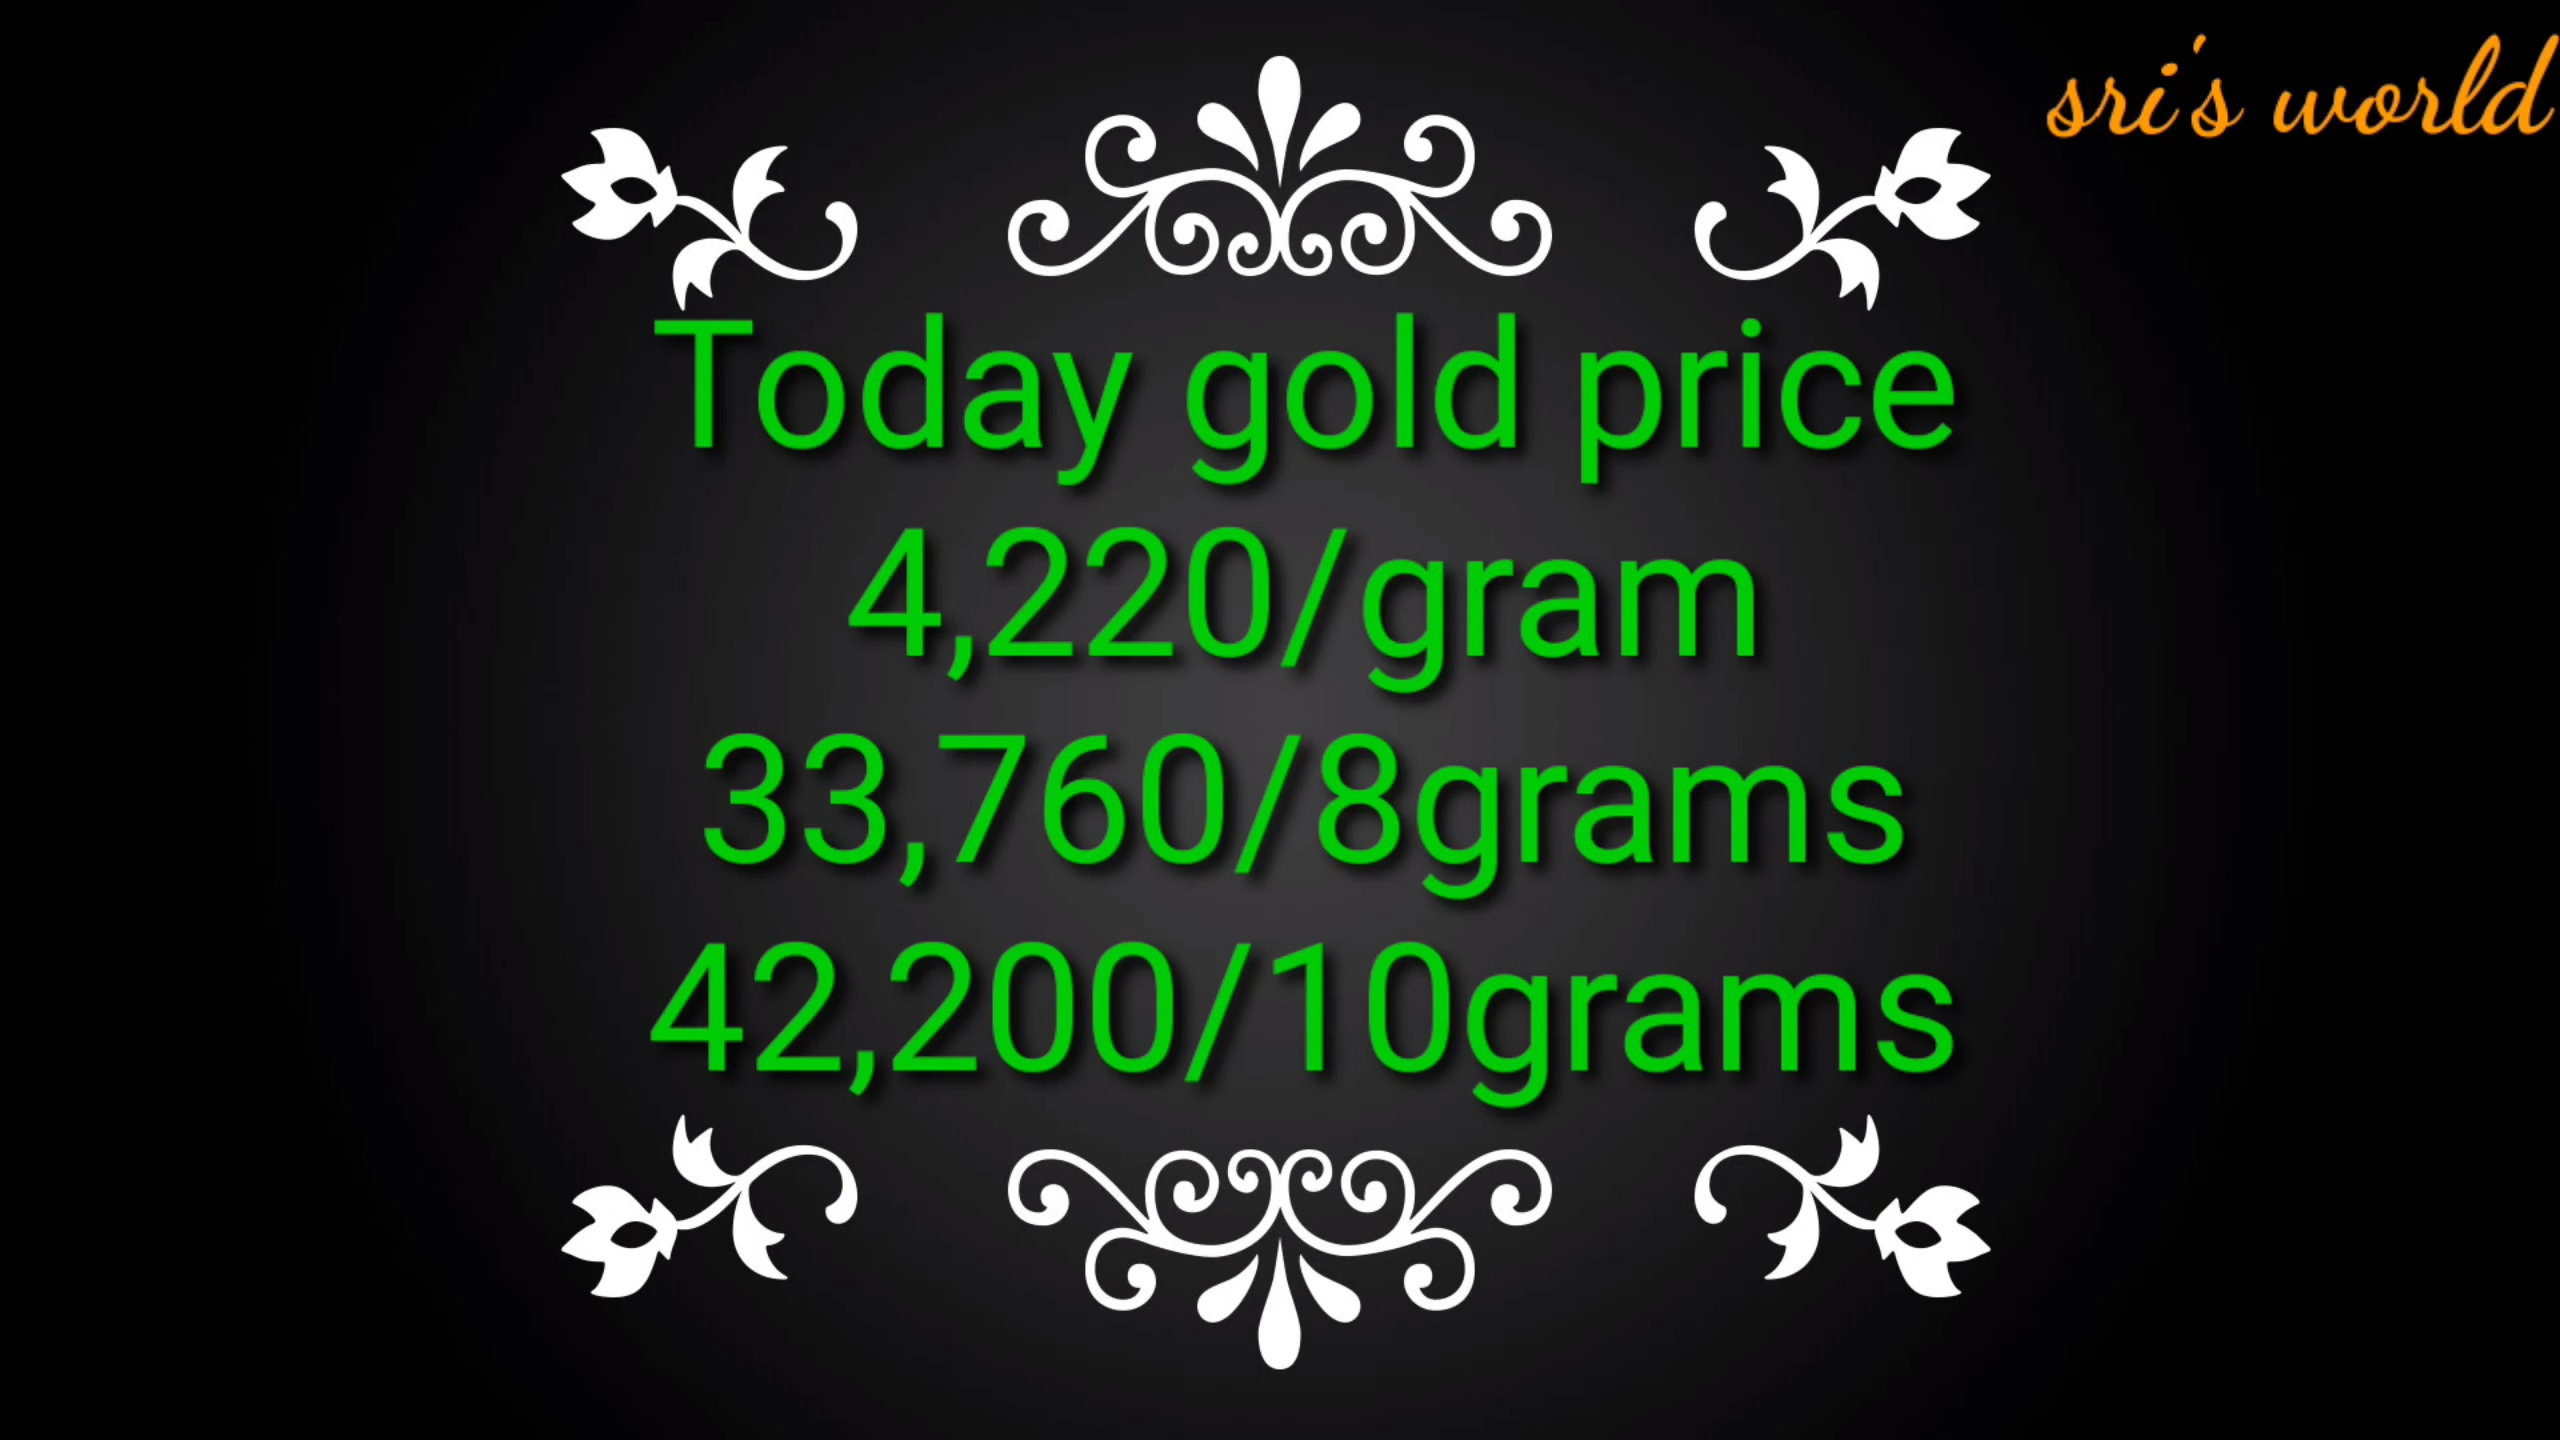 sri's world
Today gold price
4,220/gram
33,760/8grams
42,200/10grams